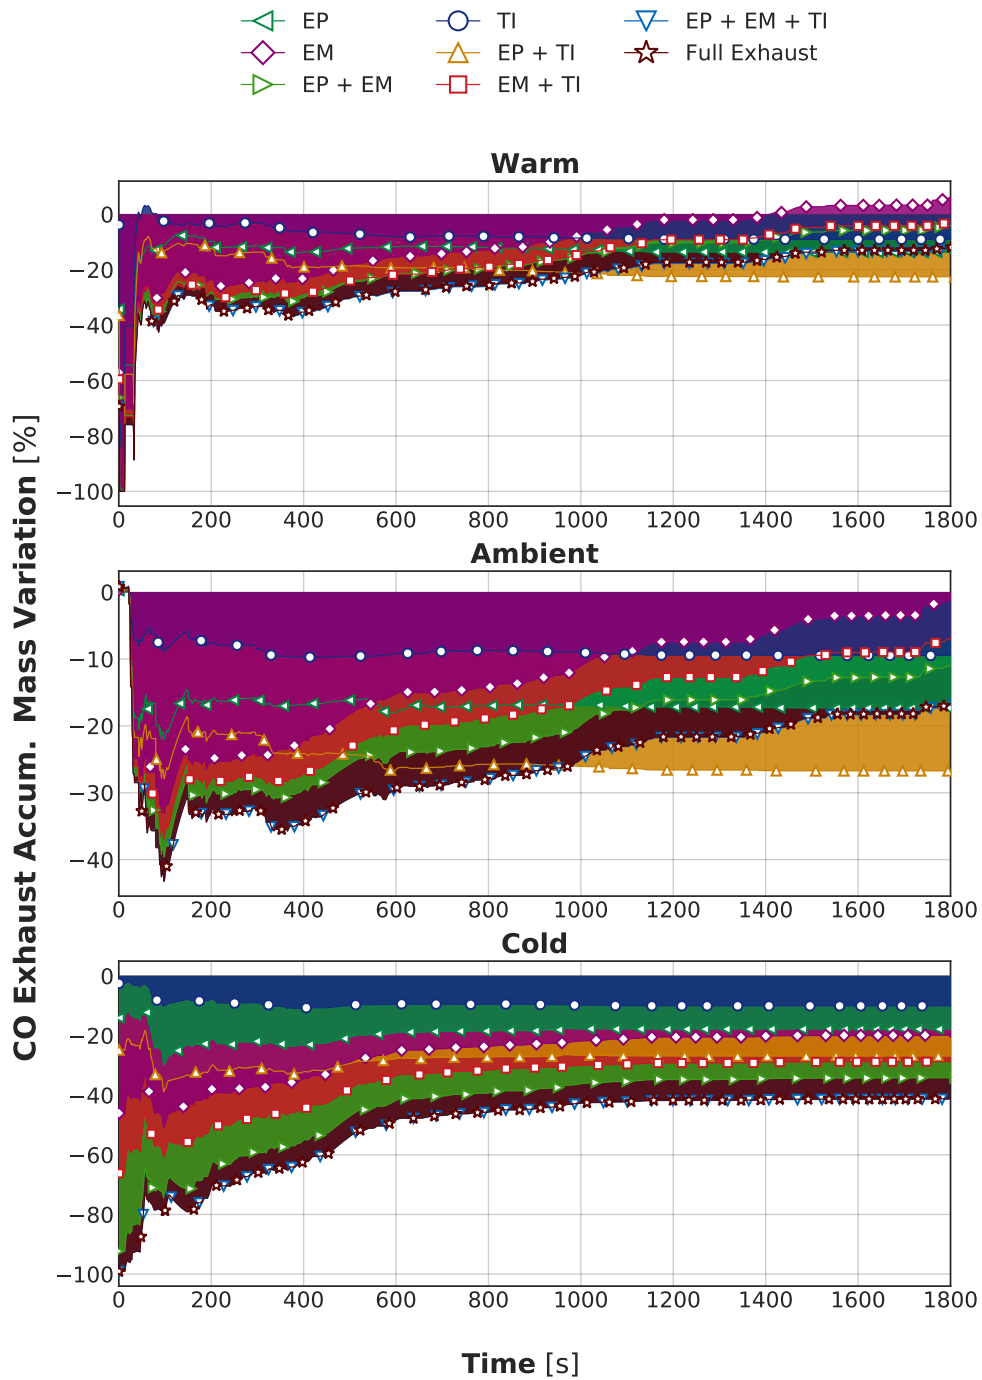 EP
EM
EP + EM
TI
EP + TI
EM + TI
EP + EM + TI
Full Exhaust
CO Exhaust Accum. Mass Variation [%]
Warm
0
−20
−40
−60
−80
−100
0 200 400 600 800 1000 1200 1400 1600 1800
Ambient
0
−10
−20
−30
−40
0 200 400 600 800 1000 1200 1400 1600 1800
Cold
0
−20
−40
−60
−80
−100
0 200 400 600 800 1000 1200 1400 1600 1800
Time [s]